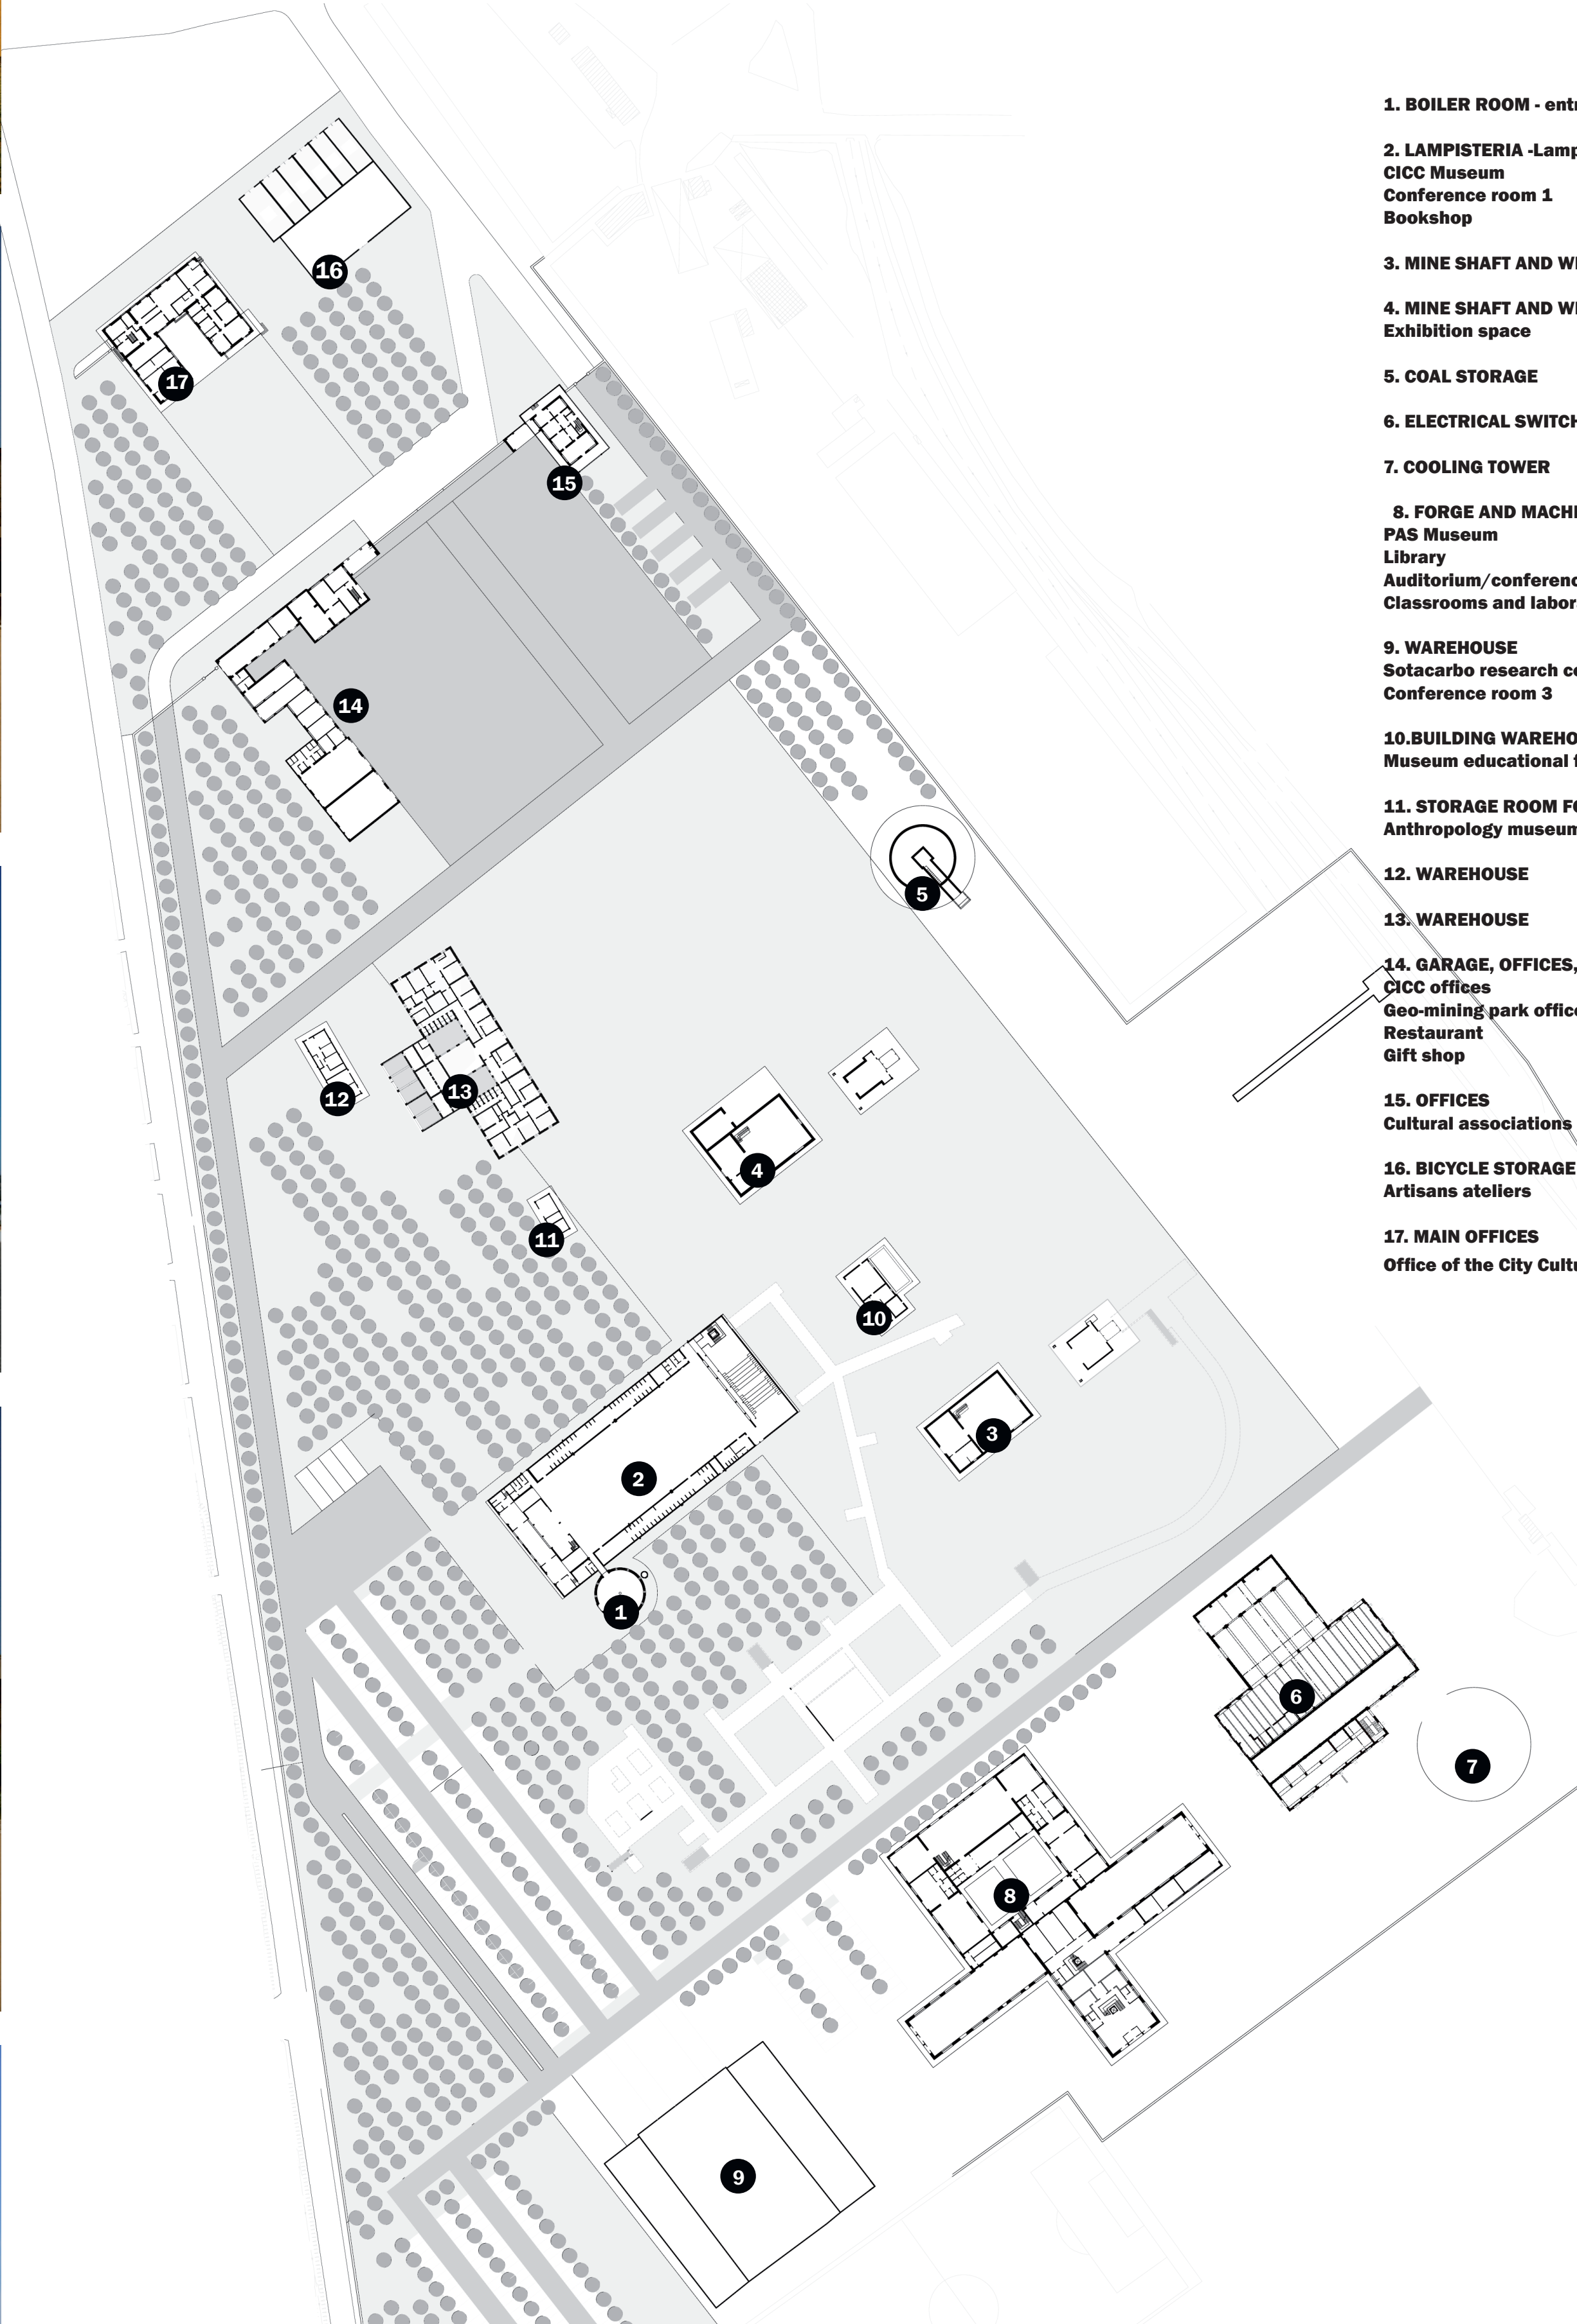 1. BOILER ROOM - entr
2. LAMPISTERIA -Lamp
CICC Museum
Conference room 1
Bookshop
3. MINE SHAFT AND WI
4. MINE SHAFT AND WI
Exhibition space
5. COAL STORAGE
6. ELECTRICAL SWITCH
7. COOLING TOWER
8. FORGE AND MACHI
PAS Museum
Library
Auditorium/conferenc
Classrooms and labor
9. WAREHOUSE
Sotacarbo research ce
Conference room 3
10.BUILDING WAREHO
Museum educational f
11. STORAGE ROOM FO
Anthropology museum
12. WAREHOUSE
13. WAREHOUSE
14. GARAGE, OFFICES,
CICC offices
Geo-mining park office
Restaurant
Gift shop
15. OFFICES
Cultural associations
16. BICYCLE STORAGE
Artisans ateliers
17. MAIN OFFICES
Office of the City Cultu
16
17
15
14
5
13
12
4
11
10
3
2
1
6
7
8
9